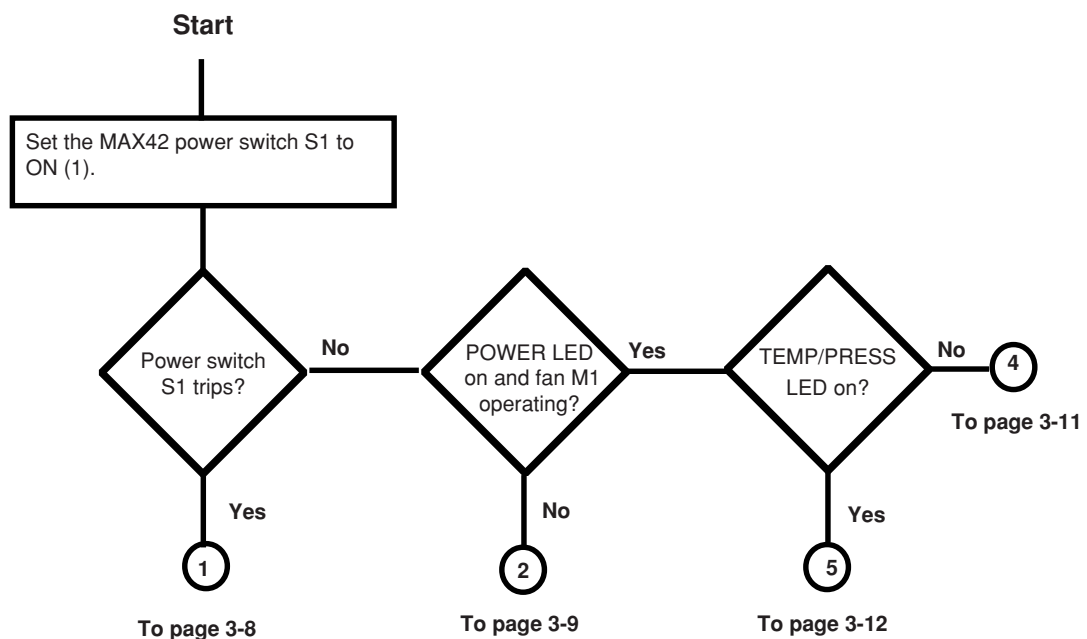 Start
Set the MAX42 power switch S1 to
ON (1).
Power switch
S1 trips?
No
POWER LED
on and fan M1
operating?
Yes
TEMP/PRESS
LED on?
No
4
To page 3-11
Yes
1
To page 3-8
No
2
To page 3-9
Yes
5
To page 3-12